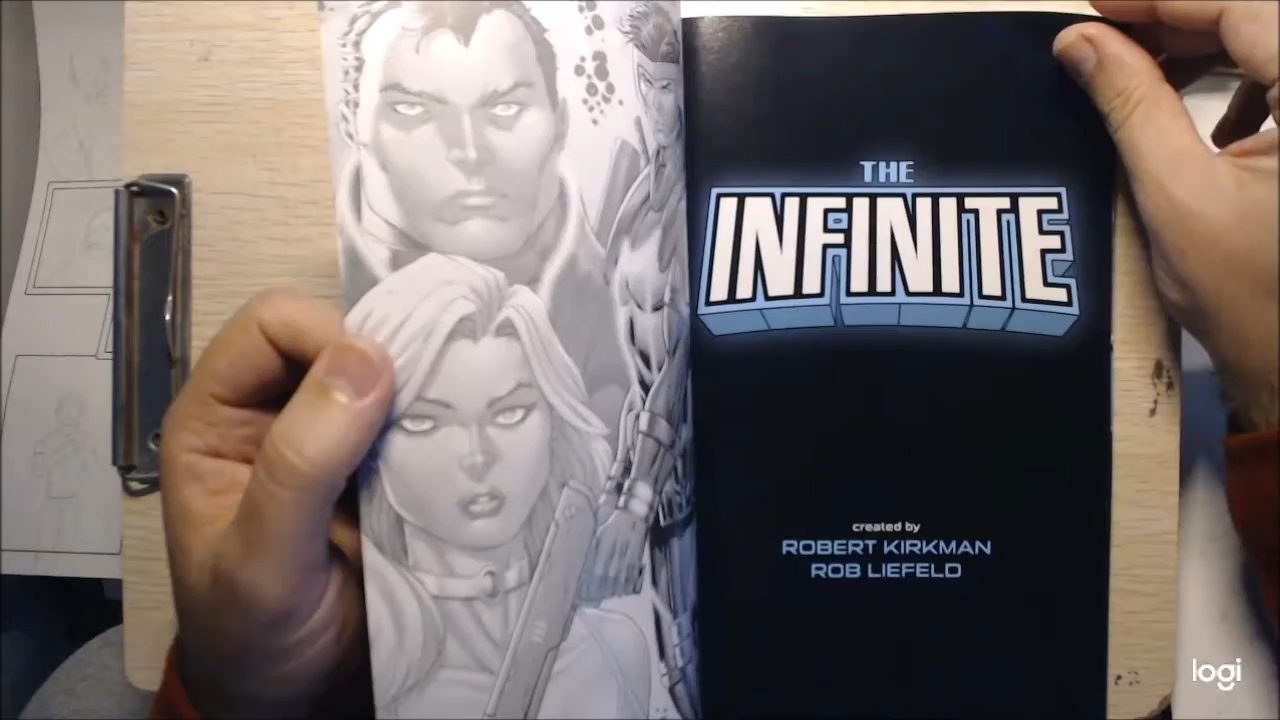 THE
INFINITE
created by
ROBERT KIRKMAN
ROB LIEFELD
logi